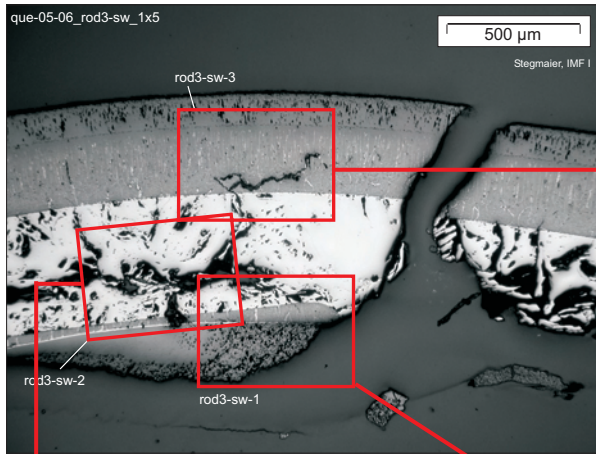 que-05-06_rod3-sw_1x5
500 µm
Stegmaier, IMF I
rod3-sw-3
rod3-sw-2
rod3-sw-1